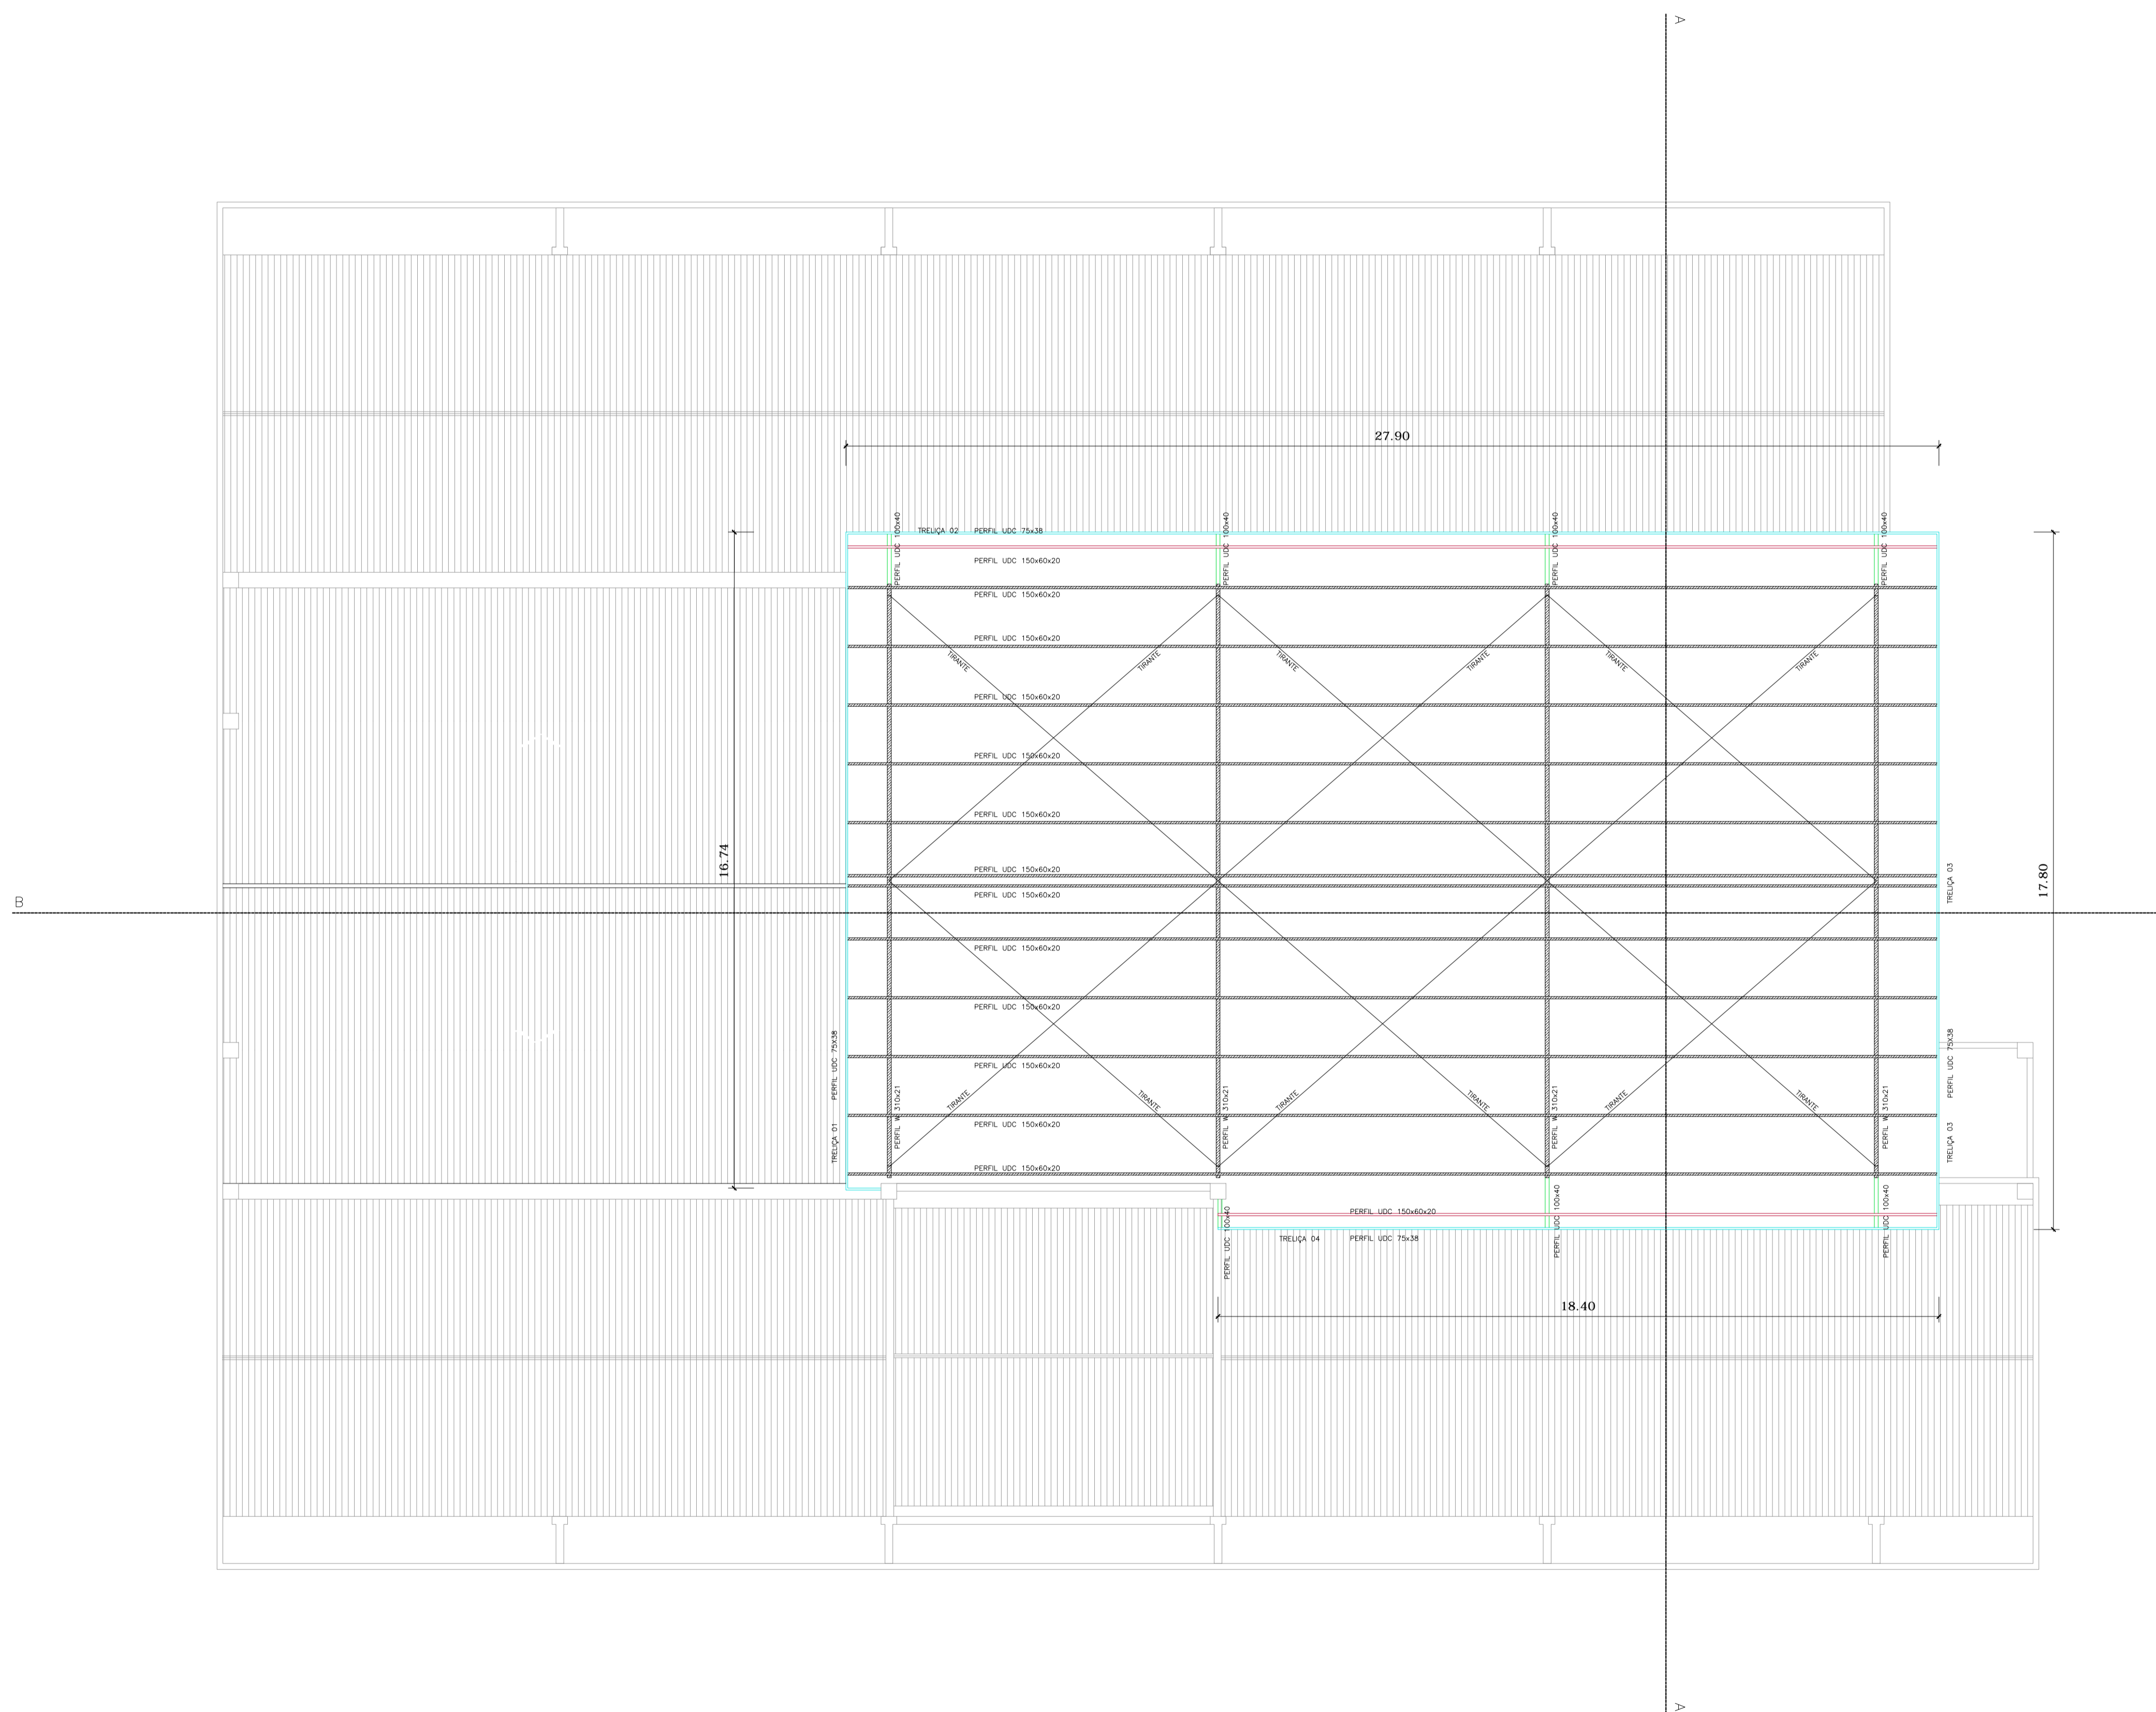 A
27.90
PERFIL UDC 100x40
PERFIL UDC 100x40
PERFIL UDC 100x40
PERFIL UDC 100x40
TRELIÇA 02
PERFIL UDC 75x38
PERFIL UDC 150x60x20
PERFIL UDC 150x60x20
PERFIL UDC 150x60x20
TIRANTE
TIRANTE
TIRANTE
TIRANTE
TIRANTE
TIRANTE
PERFIL UDC 150x60x20
PERFIL UDC 150x60x20
PERFIL UDC 150x60x20
16.74
PERFIL UDC 150x60x20
TRELIÇA 03
17.80
PERFIL UDC 150x60x20
B
PERFIL UDC 150x60x20
PERFIL UDC 150x60x20
PERFIL UDC 75X38
PERFIL UDC 75X38
PERFIL UDC 150x60x20
TIRANTE
TIRANTE
TIRANTE
TIRANTE
TIRANTE
TIRANTE
PERFIL W 310x21
PERFIL W 310x21
PERFIL W 310x21
PERFIL W 310x21
PERFIL UDC 150x60x20
TRELIÇA 01
TRELIÇA 03
PERFIL UDC 150x60x20
PERFIL UDC 100x40
PERFIL UDC 100x40
PERFIL UDC 100x40
PERFIL UDC 150x60x20
TRELIÇA 04
PERFIL UDC 75x38
18.40
A